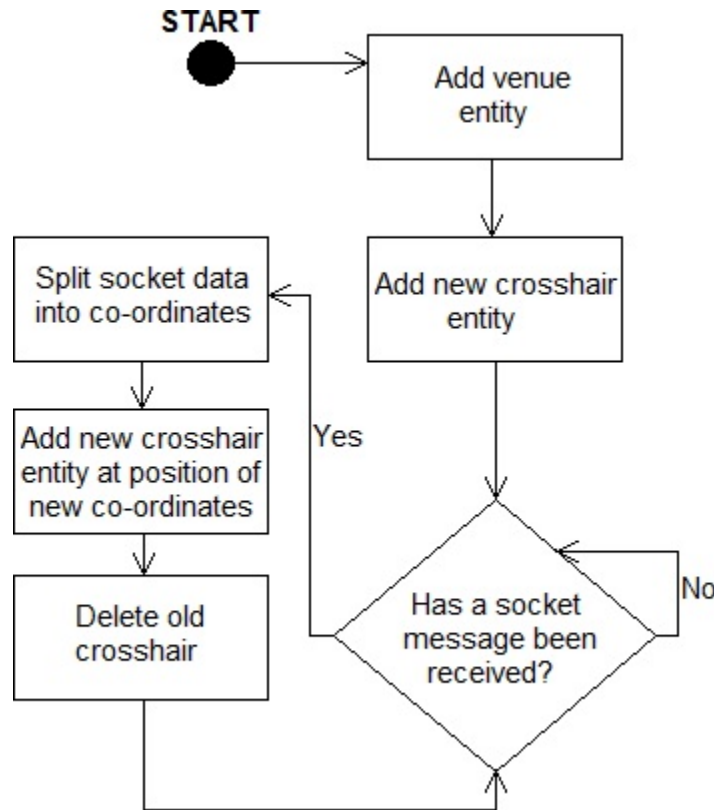 START
Add venue
entity
Add new crosshair
entity
Split socket data
into co-ordinates
Yes
Add new crosshair
entity at position of
new co-ordinates
Has a socket
message been
received?
No
Delete old
crosshair